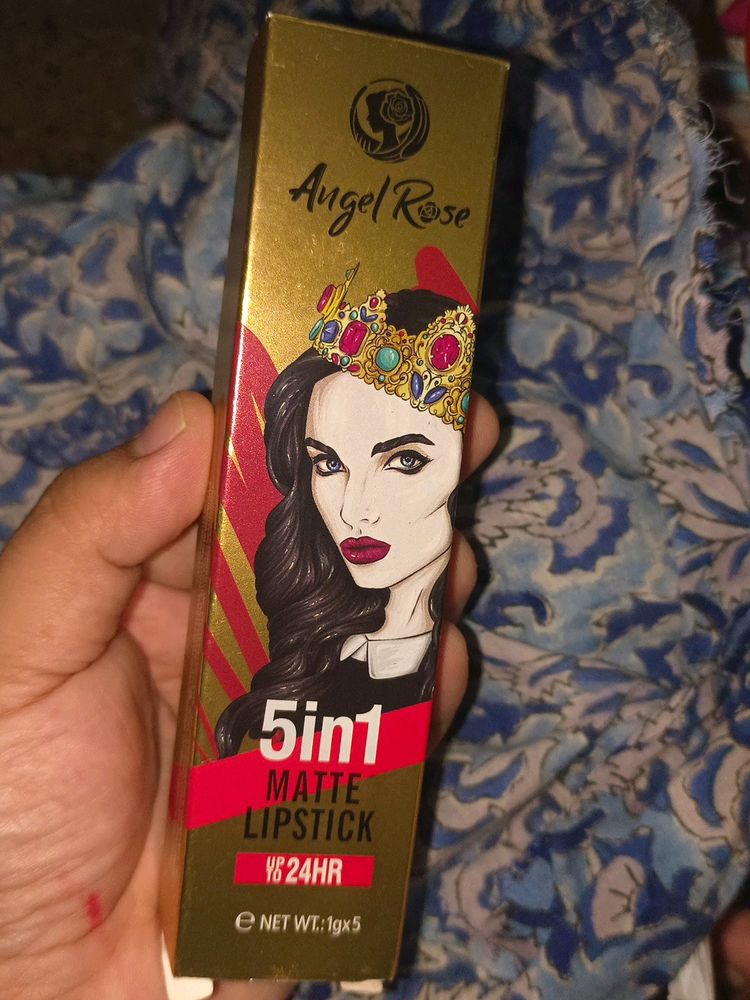 Angel Rose
5in1
MATTE
LIPSTICK
UP TO 24HR
e NET WT.:1gx5